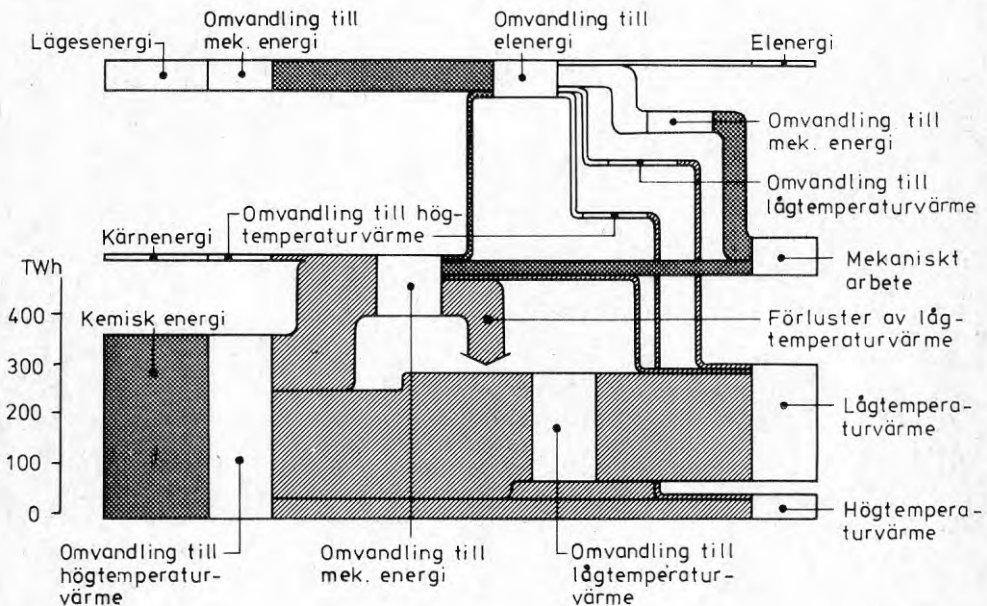 Lägesenergi
Omvandling till
mek. energi
Omvandling till
elenergi
Elenergi
Omvandling till
mek. energi
Omvandling till
lågtemperaturvärme
Omvandling till hög-
temperaturvärme
Kärnenergi
Mekaniskt
arbete
TWh
400
300
200
100
0
Kemisk energi
Förluster av låg-
temperaturvärme
Lågtempera-
turvärme
Högtempera-
turvärme
Omvandling till
högtemperatur-
värme
Omvandling till
mek. energi
Omvandling till
lågtemperatur-
värme